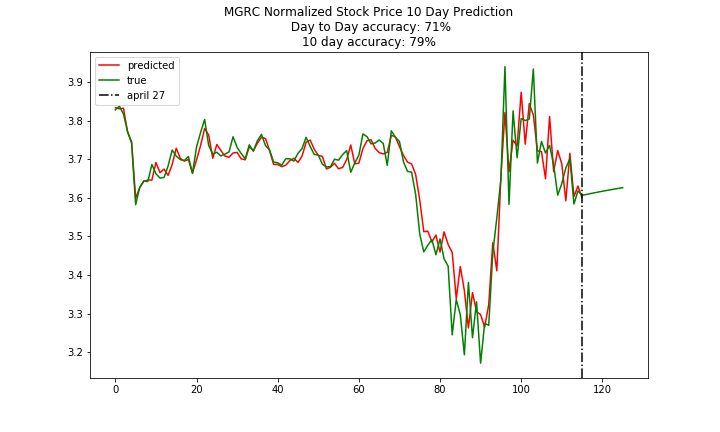 MGRC Normalized Stock Price 10 Day Prediction
Day to Day accuracy: 71%
10 day accuracy: 79%
predicted
true
april 27
3.9
3.8
3.7
3.6
3.5
3.4
3.3
3.2
0 20 40 60 80 100 120